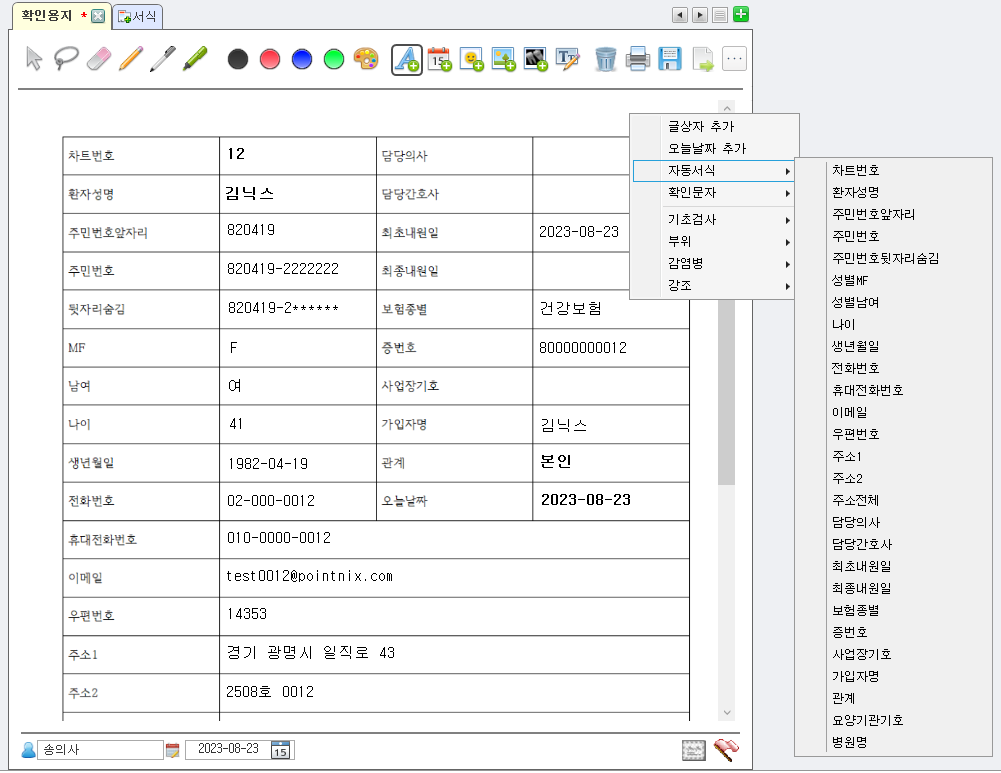 확인용지 *
서식
15
T
차트번호 12 담당의사
환자성명 김닉스 담당간호사
주민번호앞자리 820419 최초내원일 2023-08-23
주민번호 820419-2222222 최종내원일
뒷자리숨김 820419-2****** 보험종별 건강보험
MF F 증번호 80000000012
남여 여 사업장기호
나이 41 가입자명 김닉스
생년월일 1982-04-19 관계 본인
전화번호 02-000-0012 오늘날짜 2023-08-23
휴대전화번호 010-0000-0012
이메일 test0012@pointnix.com
우편번호 14353
주소1 경기 광명시 일직로 43
주소2 2508호 0012
글상자 추가
오늘날짜 추가
자동서식
확인문자
기초검사
부위
감염병
강조
차트번호
환자성명
주민번호앞자리
주민번호
주민번호뒷자리숨김
성별MF
성별남여
나이
생년월일
전화번호
휴대전화번호
이메일
우편번호
주소1
주소2
주소전체
담당의사
담당간호사
최초내원일
최종내원일
보험종별
증번호
사업장기호
가입자명
관계
요양기관기호
병원명
송의사 2023-08-23 15